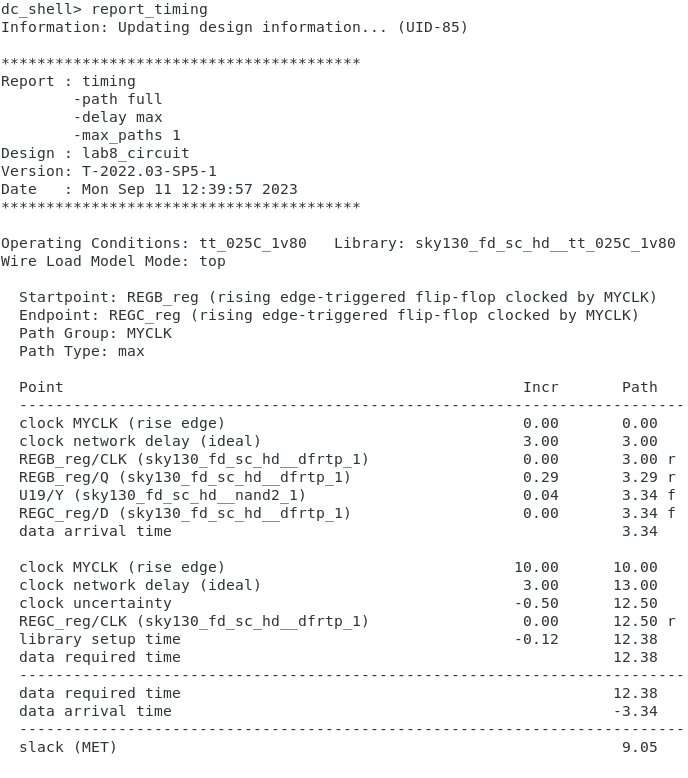 dc_shell> report_timing
Information: Updating design information... (UID-85)
****************************************
Report : timing
        -path full
        -delay max
        -max_paths 1
Design : lab8_circuit
Version: T-2022.03-SP5-1
Date   : Mon Sep 11 12:39:57 2023
****************************************
Operating Conditions: tt_025C_1v80   Library: sky130_fd_sc_hd__tt_025C_1v80
Wire Load Model Mode: top
  Startpoint: REGB_reg (rising edge-triggered flip-flop clocked by MYCLK)
  Endpoint: REGC_reg (rising edge-triggered flip-flop clocked by MYCLK)
  Path Group: MYCLK
  Path Type: max
  Point                                                   Incr       Path
  --------------------------------------------------------------------------
  clock MYCLK (rise edge)                                 0.00       0.00
  clock network delay (ideal)                             3.00       3.00
  REGB_reg/CLK (sky130_fd_sc_hd__dfrtp_1)                 0.00       3.00 r
  REGB_reg/Q (sky130_fd_sc_hd__dfrtp_1)                   0.29       3.29 r
  U19/Y (sky130_fd_sc_hd__nand2_1)                        0.04       3.34 f
  REGC_reg/D (sky130_fd_sc_hd__dfrtp_1)                   0.00       3.34 f
  data arrival time                                                  3.34
  clock MYCLK (rise edge)                                10.00      10.00
  clock network delay (ideal)                             3.00      13.00
  clock uncertainty                                      -0.50      12.50
  REGC_reg/CLK (sky130_fd_sc_hd__dfrtp_1)                 0.00      12.50 r
  library setup time                                     -0.12      12.38
  data required time                                                12.38
  --------------------------------------------------------------------------
  data required time                                                12.38
  data arrival time                                                 -3.34
  --------------------------------------------------------------------------
  slack (MET)                                                        9.05